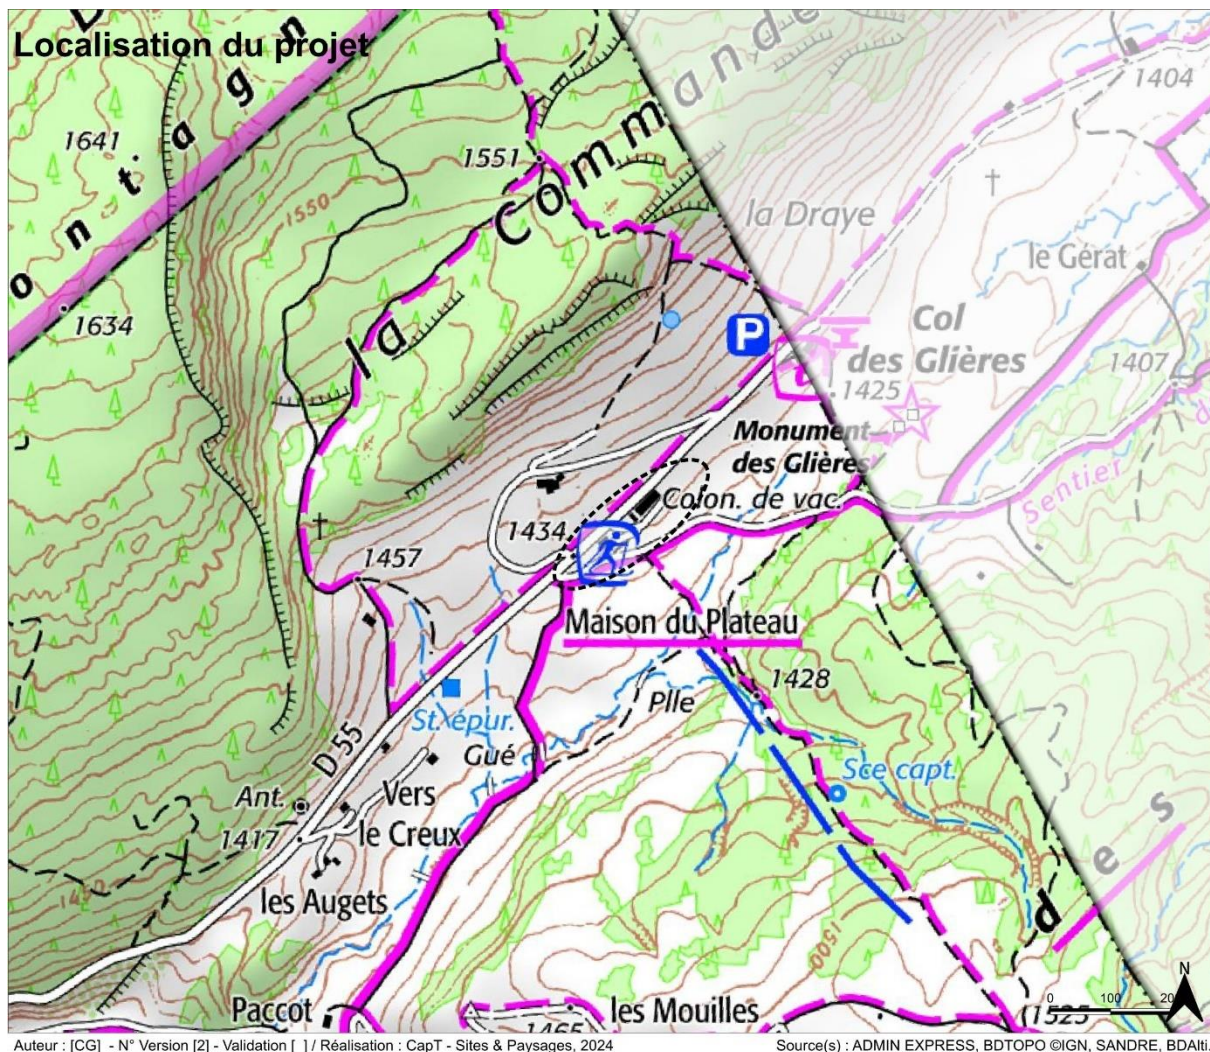 Localisation du projet
o n t a g n
1641
1551
1550
la Commande
1634
1404
la Draye
le Gérat
P
Col
des Glières
1407
1425
Monument
des Glières
Sentier
Colon. de vac.
1434
1457
Maison du Plateau
1428
Plle
St. épur.
Gué
D 55
Sce capt.
Ant.
Vers
le Creux
1417
les Augets
d e s
1500
Paccot
les Mouilles
1465
1525
N
0 100
Auteur : [CG] - N° Version [2] - Validation [ ] / Réalisation : CapT - Sites & Paysages, 2024
Source(s) : ADMIN EXPRESS, BDTOPO ©IGN, SANDRE, BDAlti.